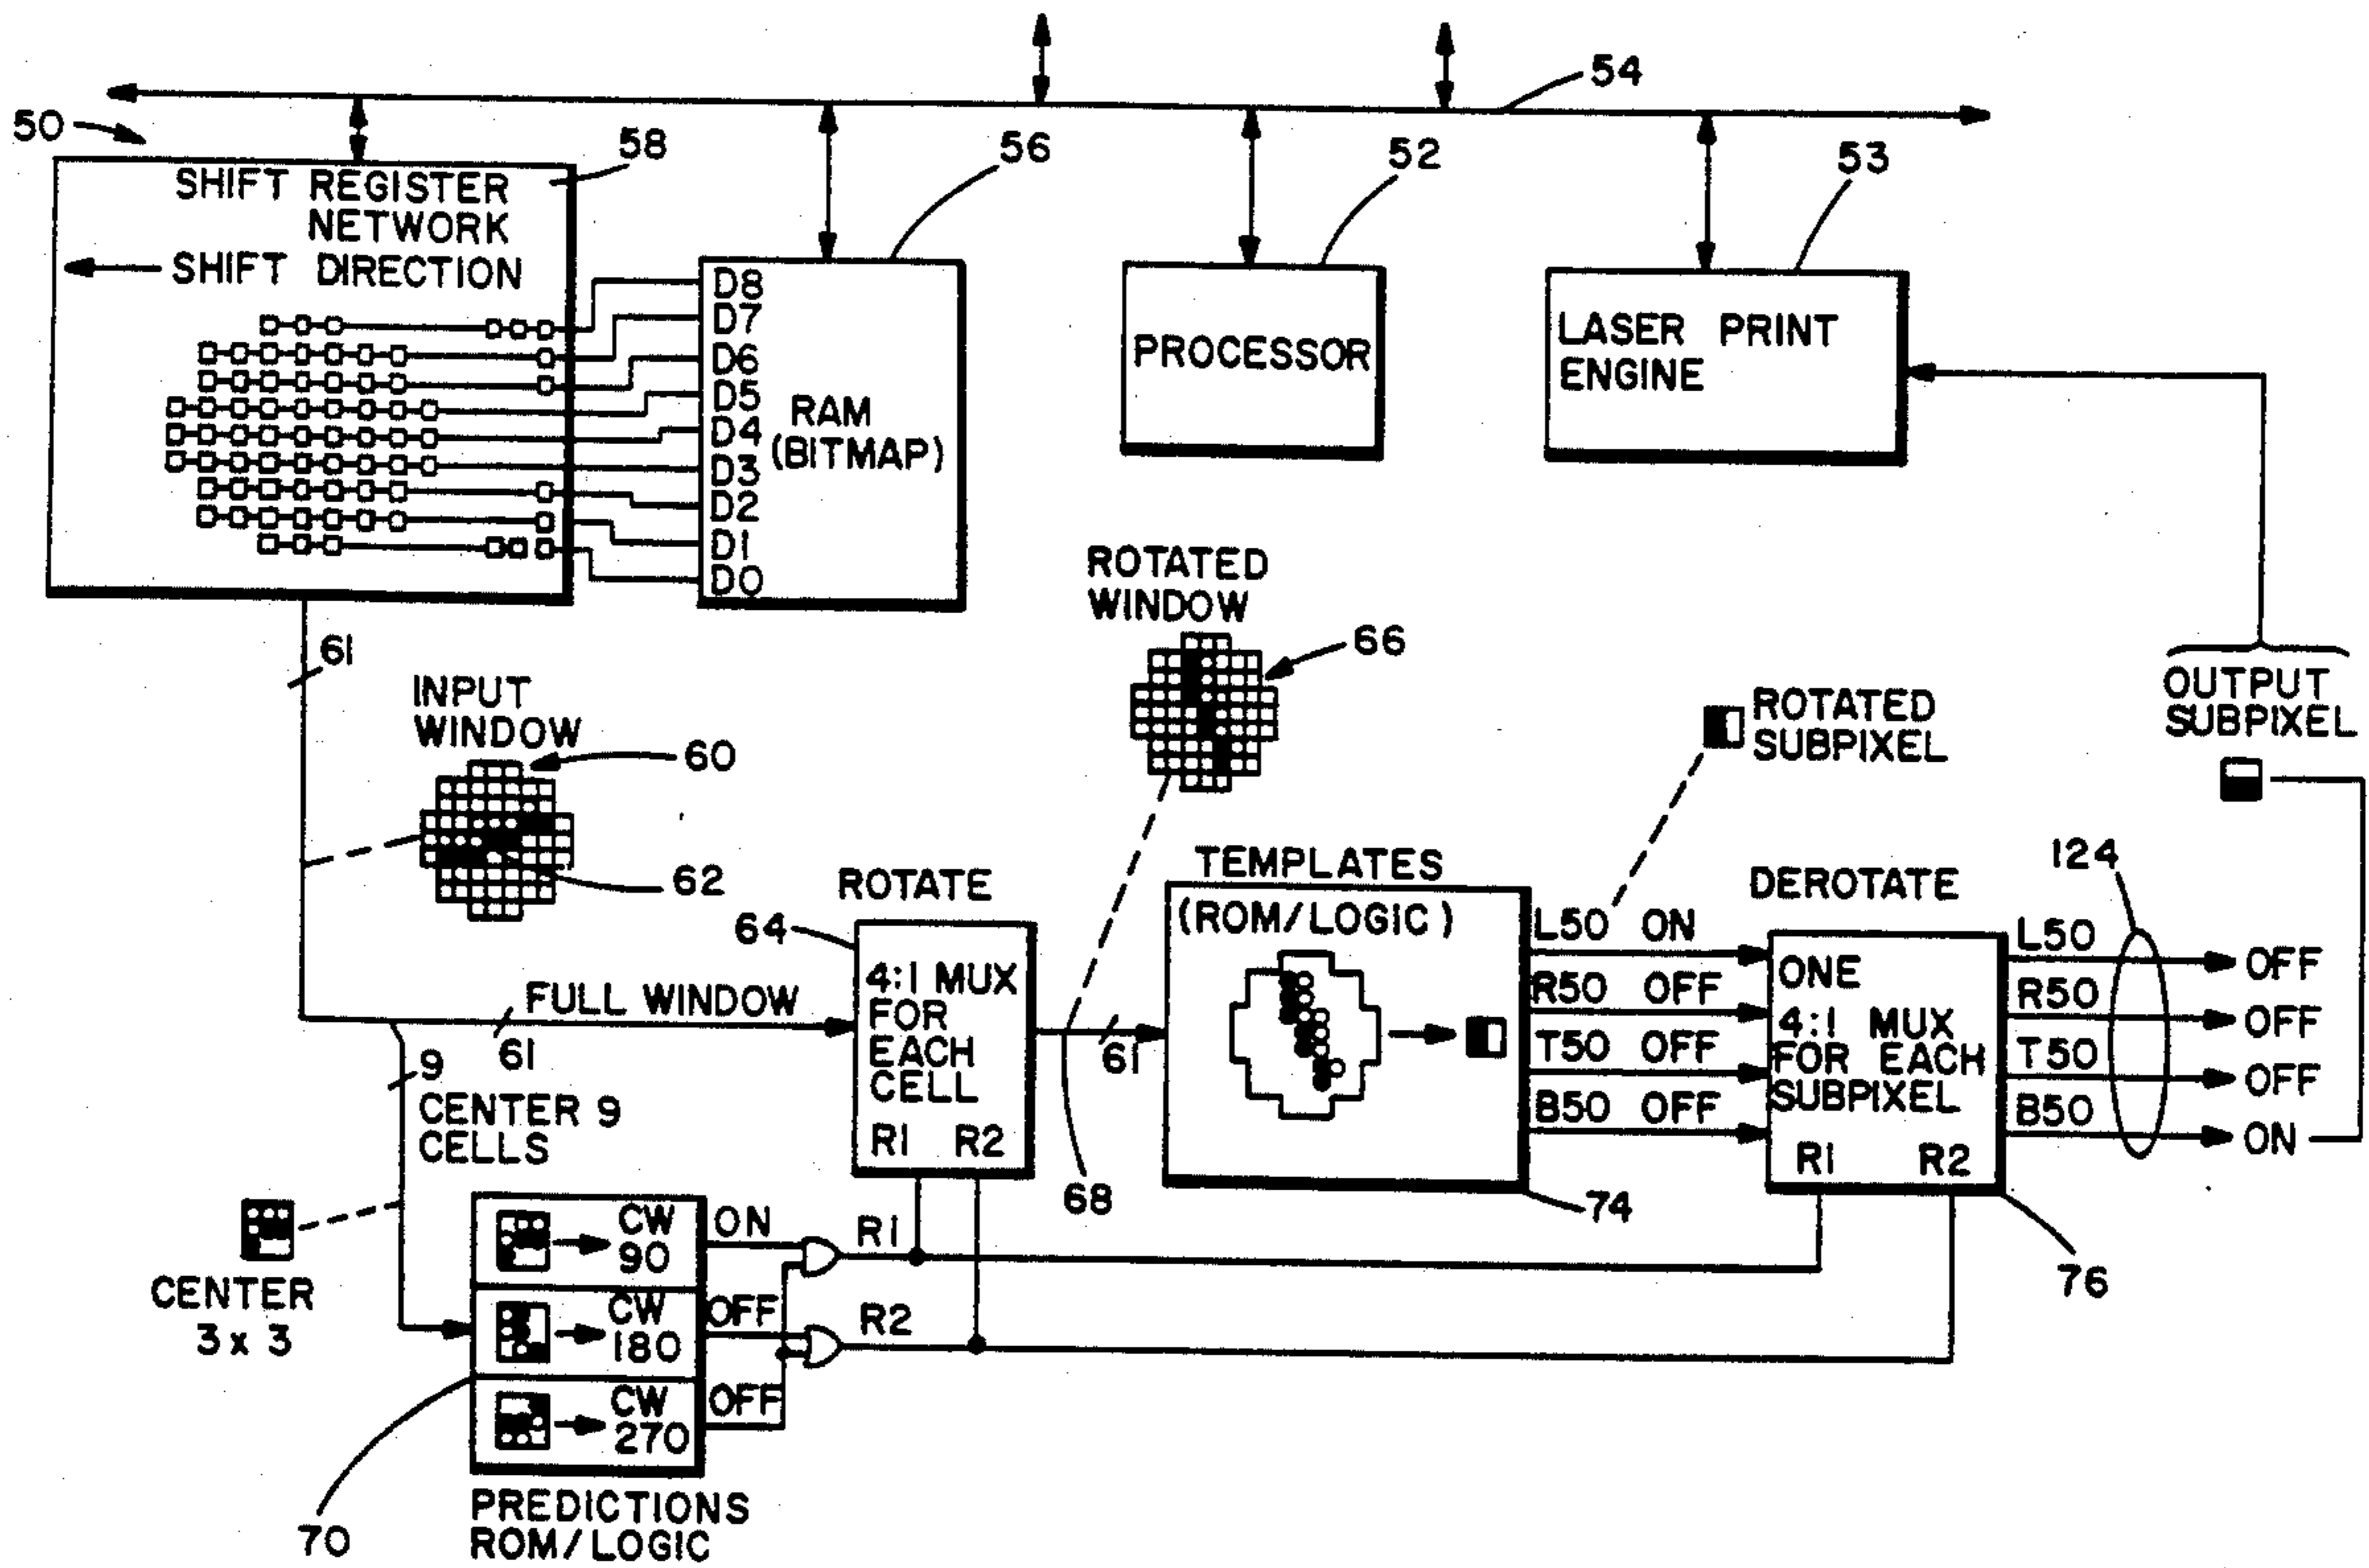 54
50
58
56
52
53
SHIFT REGISTER
NETWORK
SHIFT DIRECTION
D8
D7
D6
D5
D4
D3
D2
D1
D0
RAM
(BITMAP)
PROCESSOR
LASER PRINT
ENGINE
61
INPUT
WINDOW
60
62
ROTATED
WINDOW
66
ROTATED
SUBPIXEL
OUTPUT
SUBPIXEL
ROTATE
64
4:1 MUX
FOR
EACH
CELL
R1 R2
FULL WINDOW
61
9
CENTER 9
CELLS
61
68
TEMPLATES
(ROM/LOGIC)
74
L50 ON
R50 OFF
T50 OFF
B50 OFF
DEROTATE
ONE
4:1 MUX
FOR EACH
SUBPIXEL
R1 R2
76
124
L50
OFF
R50
OFF
T50
OFF
B50
ON
CENTER
3 x 3
CW
90
ON
R1
CW
180
OFF
R2
CW
270
OFF
70
PREDICTIONS
ROM/LOGIC